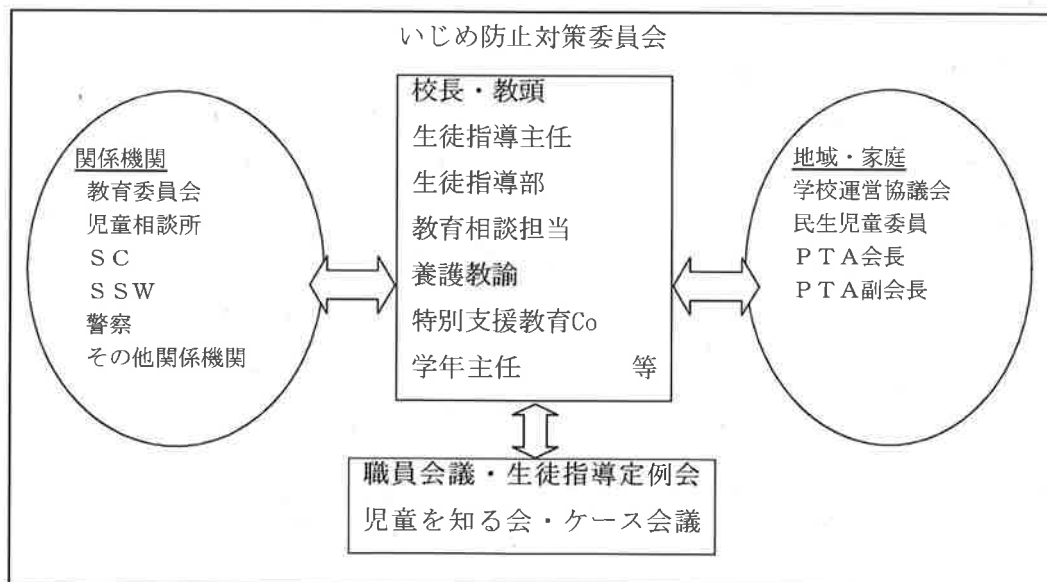 いじめ防止対策委員会
関係機関
教育委員会
児童相談所
ＳＣ
ＳＳＷ
警察
その他関係機関
校長・教頭
生徒指導主任
生徒指導部
教育相談担当
養護教諭
特別支援教育Co
学年主任　　　等
地域・家庭
学校運営協議会
民生児童委員
ＰＴＡ会長
ＰＴＡ副会長
職員会議・生徒指導定例会
児童を知る会・ケース会議